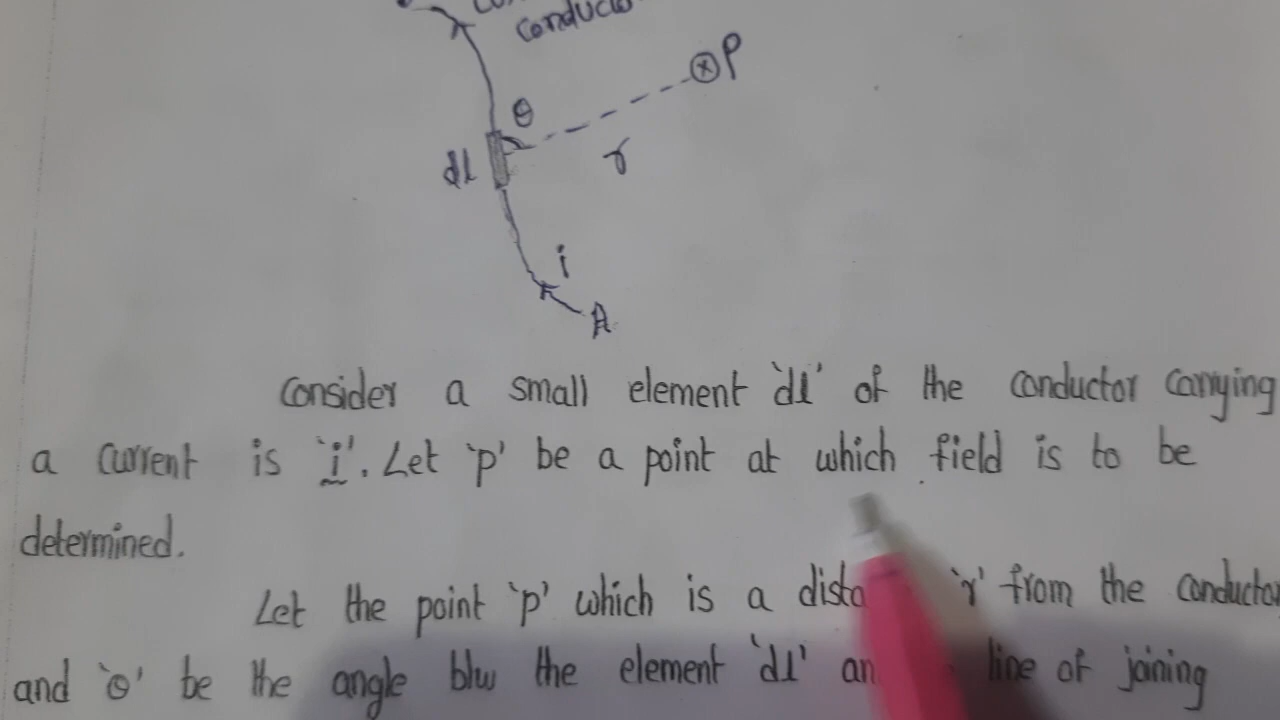 conducto
P
θ
dl
r
i
A
Consider a small element 'dl' of the conductor carrying
a current is 'i'. Let 'p' be a point at which field is to be
determined.
Let the point 'p' which is a dista 'r' from the conductor
and 'θ' be the angle blw the element 'dl' an line of joining